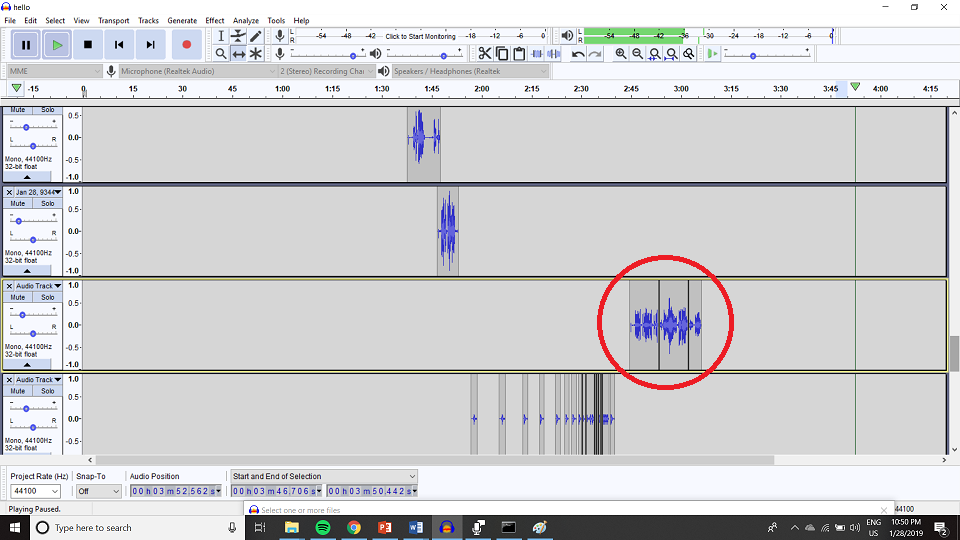 hello
File Edit Select View Transport Tracks Generate Effect Analyze Tools Help
L R -54 -48 -42 Click to Start Monitoring -18 -12 -6 0
L R -54 -48 -42 -36 -30 -24 -18 -12 -6 0
MME Microphone (Realtek Audio) 2 (Stereo) Recording Chai Speakers / Headphones (Realtek
-15 0 15 30 45 1:00 1:15 1:30 1:45 2:00 2:15 2:30 2:45 3:00 3:15 3:30 3:45 4:00 4:15
Mute Solo
- +
L R
Mono, 44100Hz
32-bit float
0.5
0.0-
-0.5
-1.0
Jan 28, 9344
Mute Solo
- +
L R
Mono, 44100Hz
32-bit float
1.0
0.5
0.0-
-0.5
-1.0
Audio Track
Mute Solo
- +
L R
Mono, 44100Hz
32-bit float
1.0
0.5
0.0-
-0.5
-1.0
Audio Track
Mute Solo
- +
L R
Mono, 44100Hz
32-bit float
1.0
0.5
0.0-
-0.5
Project Rate (Hz) Snap-To Audio Position Start and End of Selection
44100 Off 00 h 03 m 52,562 s 00 h 03 m 46,706 s 00 h 03 m 50,442 s
Playing Paused. Select one or more files 44100
Type here to search ENG US 10:50 PM 1/28/2019 2